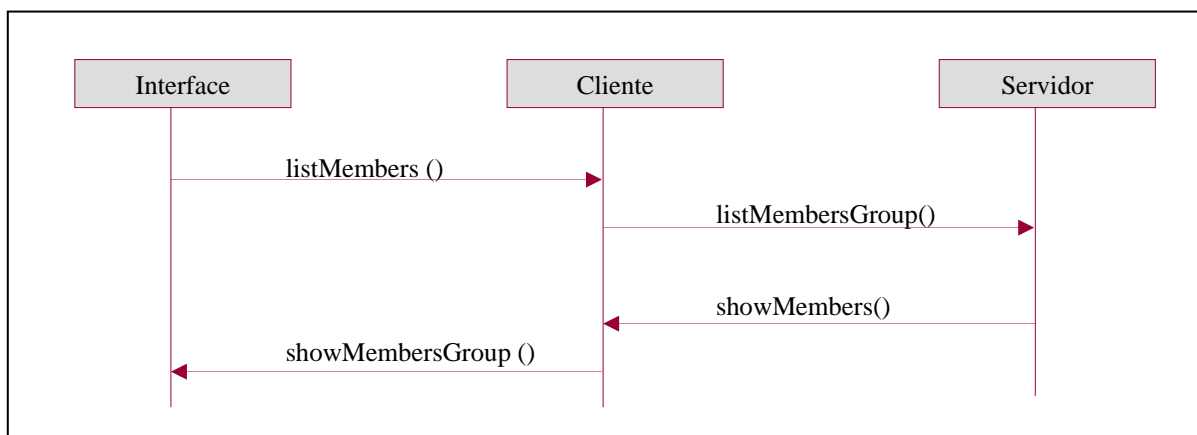 Interface
Cliente
Servidor
listMembers ()
listMembersGroup()
showMembers()
showMembersGroup ()